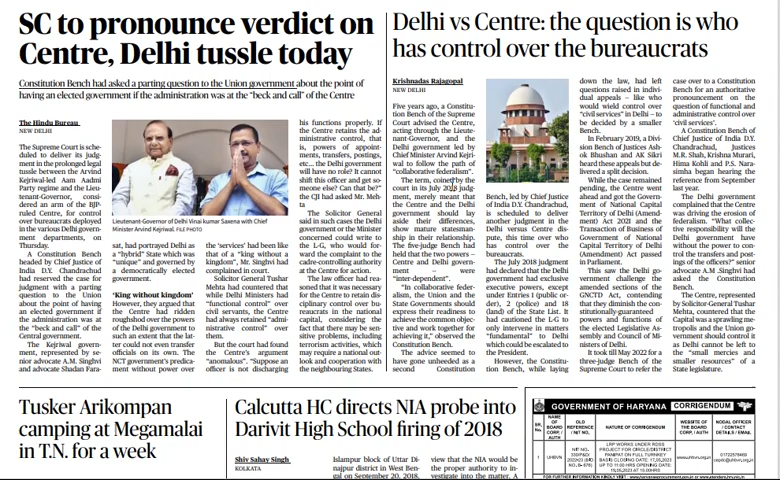 SC to pronounce verdict on
Centre, Delhi tussle today
Constitution Bench had asked a parting question to the Union government about the point of
having an elected government if the administration was at the “beck and call” of the Centre
The Hindu Bureau
NEW DELHI
The Supreme Court is sche-
duled to deliver its judg-
ment in the prolonged legal
tussle between the Arvind
Kejriwal-led Aam Aadmi
Party regime and the Lieu-
tenant-Governor, consi-
dered an arm of the BJP-
ruled Centre, for control
over bureaucrats deployed
in the various Delhi govern-
ment departments, on
Thursday.
A Constitution Bench
headed by Chief Justice of
India D.Y. Chandrachud
had reserved the case for
judgment with a parting
question to the Union
about the point of having
an elected government if
the administration was at
the “beck and call” of the
Central government.
The Kejriwal govern-
ment, represented by se-
nior advocate A.M. Singhvi
and advocate Shadan Fara-
Lieutenant-Governor of Delhi Vinai kumar Saxena with Chief
Minister Arvind Kejriwal. FILE PHOTO
sat, had portrayed Delhi as
a “hybrid” State which was
“unique” and governed by
a democratically elected
government.
‘King without kingdom’
However, they argued that
the Centre had ridden
roughshod over the powers
of the Delhi government to
such an extent that the lat-
ter could not even transfer
officials on its own. The
NCT government’s predica-
ment without power over
the ‘services’ had been like
that of a “king without a
kingdom”, Mr. Singhvi had
complained in court.
Solicitor General Tushar
Mehta had countered that
while Delhi Ministers had
“functional control” over
civil servants, the Centre
had always retained “admi-
nistrative control” over
them.
But the court had found
the Centre’s argument
“anomalous”. “Suppose an
officer is not discharging
his functions properly. If
the Centre retains the ad-
ministrative control, that
is, powers of appoint-
ments, transfers, postings,
etc... the Delhi government
will have no role? It cannot
shift this officer and get so-
meone else? Can that be?”
the CJI had asked Mr. Meh-
ta.
The Solicitor General
said in such cases the Delhi
government or the Minister
concerned could write to
the L-G, who would for-
ward the complaint to the
cadre-controlling authority
at the Centre for action.
The law officer had rea-
soned that it was necessary
for the Centre to retain dis-
ciplinary control over bu-
reaucrats in the national
capital, considering the
fact that there may be sen-
sitive problems, including
terrorism activities, which
may require a national out-
look and cooperation with
the neighbouring States.
Delhi vs Centre: the question is who
has control over the bureaucrats
Krishnadas Rajagopal
NEW DELHI
Five years ago, a Constitu-
tion Bench of the Supreme
Court advised the Centre,
acting through the Lieute-
nant-Governor, and the
Delhi government led by
Chief Minister Arvind Kejri-
wal to follow the path of
“collaborative federalism”.
The term, coined by the
court in its July 2018 judg-
ment, merely meant that
the Centre and the Delhi
government should lay
aside their differences,
show mature statesman-
ship in their relationship.
The five-judge Bench had
held that the two powers –
Centre and Delhi govern-
ment – were
“inter-dependent”.
“In collaborative feder-
alism, the Union and the
State Governments should
express their readiness to
achieve the common objec-
tive and work together for
achieving it,” observed the
Constitution Bench.
The advice seemed to
have gone unheeded as a
second Constitution
Bench, led by Chief Justice
of India D.Y. Chandrachud,
is scheduled to deliver
another judgment in the
Delhi versus Centre dis-
pute, this time over who
has control over the
bureaucrats.
The July 2018 judgment
had declared that the Delhi
government had exclusive
executive powers, except
under Entries 1 (public or-
der), 2 (police) and 18
(land) of the State List. It
had cautioned the L-G to
only intervene in matters
“fundamental” to Delhi
which could be escalated to
the President.
However, the Constitu-
tion Bench, while laying
down the law, had left
questions raised in indivi-
dual appeals – like who
would wield control over
“civil services” in Delhi – to
be decided by a smaller
Bench.
In February 2019, a Divi-
sion Bench of Justices Ash-
ok Bhushan and AK Sikri
heard these appeals but de-
livered a split decision.
While the case remained
pending, the Centre went
ahead and got the Govern-
ment of National Capital
Territory of Delhi (Amend-
ment) Act 2021 and the
Transaction of Business of
Government of National
Capital Territory of Delhi
(Amendment) Act passed
in Parliament.
This saw the Delhi go-
vernment challenge the
amended sections of the
GNCTD Act, contending
that they diminish the con-
stitutionally-guaranteed
powers and functions of
the elected Legislative As-
sembly and Council of Mi-
nisters of Delhi.
It took till May 2022 for a
three-judge Bench of the
Supreme Court to refer the
case over to a Constitution
Bench for an authoritative
pronouncement on the
question of functional and
administrative control over
‘civil services’.
A Constitution Bench of
Chief Justice of India D.Y.
Chandrachud, Justices
M.R. Shah, Krishna Murari,
Hima Kohli and P.S. Nara-
simha began hearing the
reference from September
last year.
The Delhi government
complained that the Centre
was driving the erosion of
federalism. “What collec-
tive responsibility will the
Delhi government have
without the power to con-
trol the transfers and post-
ings of the officers?” senior
advocate A.M .Singhvi had
asked the Constitution
Bench.
The Centre, represented
by Solicitor-General Tushar
Mehta, countered that the
Capital was a sprawling me-
tropolis and the Union go-
vernment should control it
as Delhi cannot be left to
the “small mercies and
smaller resources” of a
State legislature.
Tusker Arikompan
camping at Megamalai
in T.N. for a week
Calcutta HC directs NIA probe into
Darivit High School firing of 2018
Shiv Sahay Singh
KOLKATA
Islampur block of Uttar Di-
najpur district in West Ben-
gal on September 20, 2018,
view that the NIA would be
the proper authority to in-
vestigate into the matter. A
GOVERNMENT OF HARYANA CORRIGENDUM
SR. No.
NAME OF BOARD CORP. / AUTH
OLD REFERENCE / NIT NO.
NATURE OF CORRIGENDUM
WEBSITE OF THE BOARD CORP. / AUTH
NODAL OFFICER / CONTACT DETAILS / EMAIL
1
UHBVN
LRP WORKS UNDER ROSS